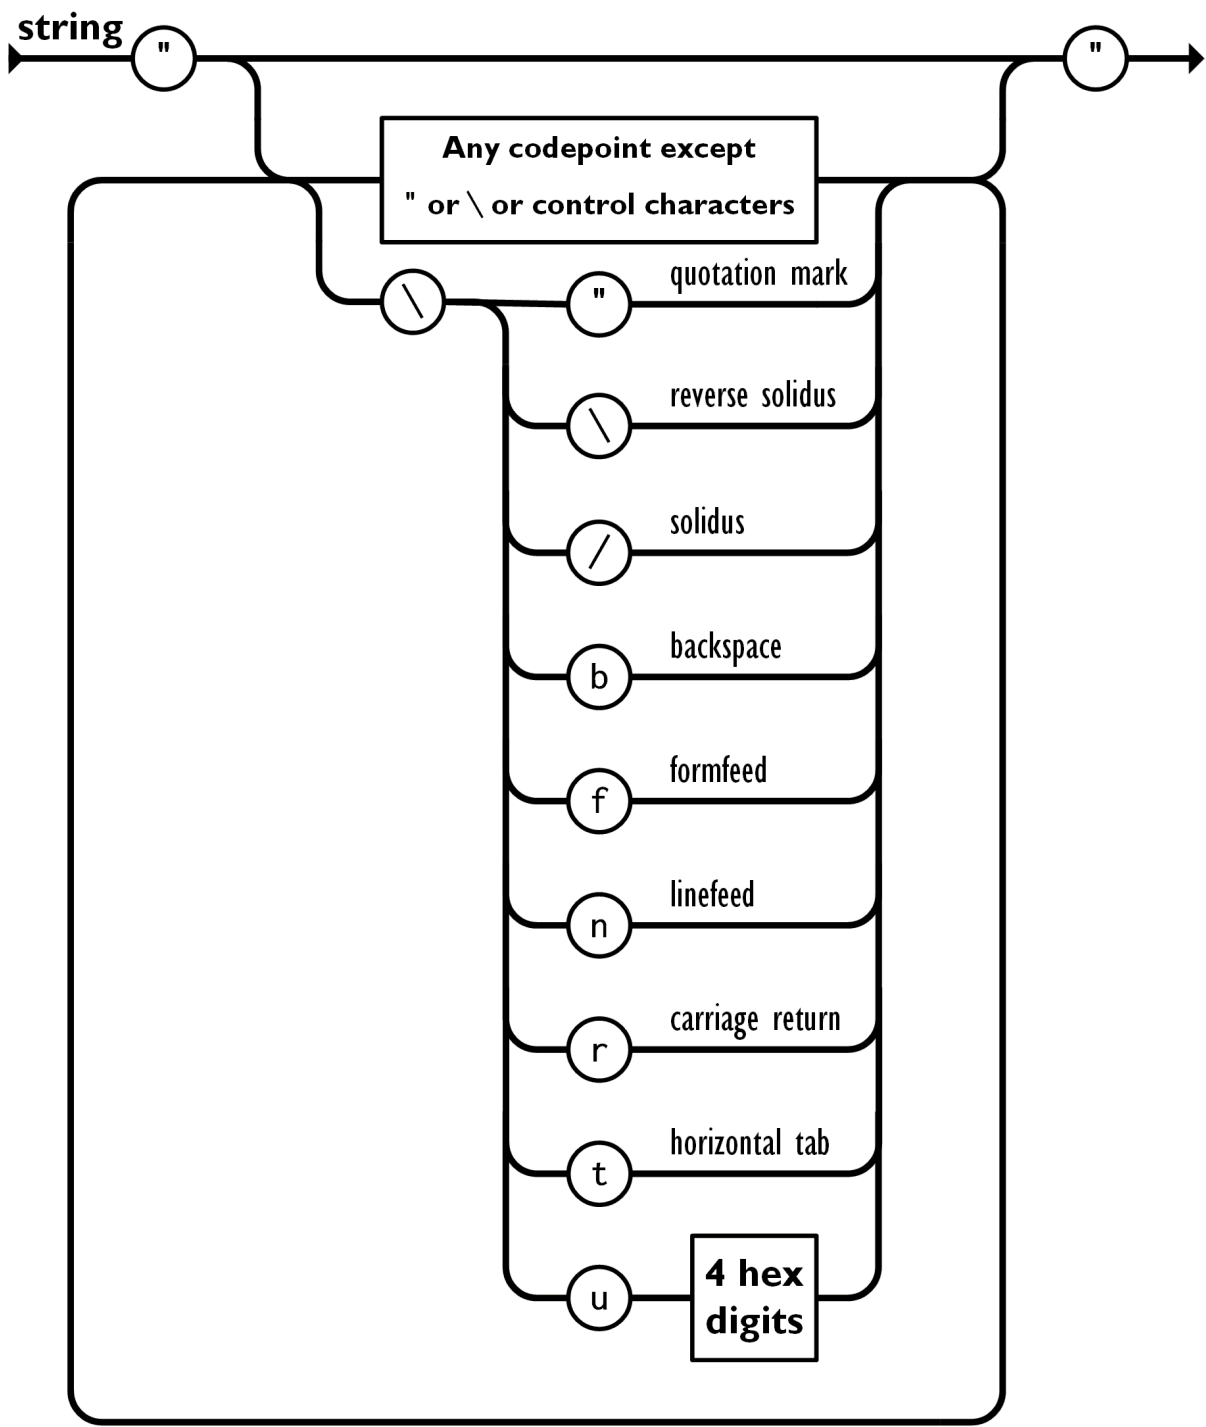 string
" "
Any codepoint except
" or \ or control characters
\ " quotation mark
\ reverse solidus
/ solidus
b backspace
f formfeed
n linefeed
r carriage return
t horizontal tab
u 4 hex
digits